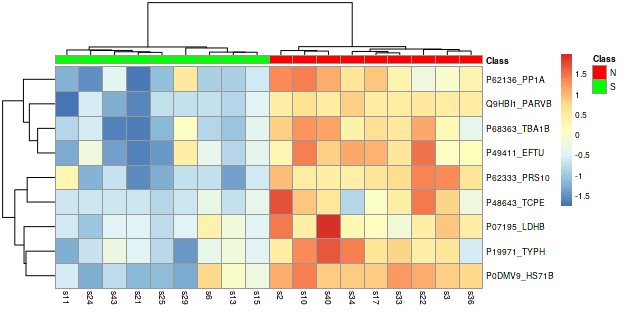 Class
P62136_PP1A
Q9HBI1_PARVB
P68363_TBA1B
P49411_EFTU
P62333_PRS10
P48643_TCPE
P07195_LDHB
P19971_TYPH
P0DMV9_HS71B
s11 s24 s43 s21 s25 s29 s6 s13 s15 s2 s10 s40 s34 s17 s33 s22 s3 s36
1.5
1
0.5
0
-0.5
-1
-1.5
Class
N
S